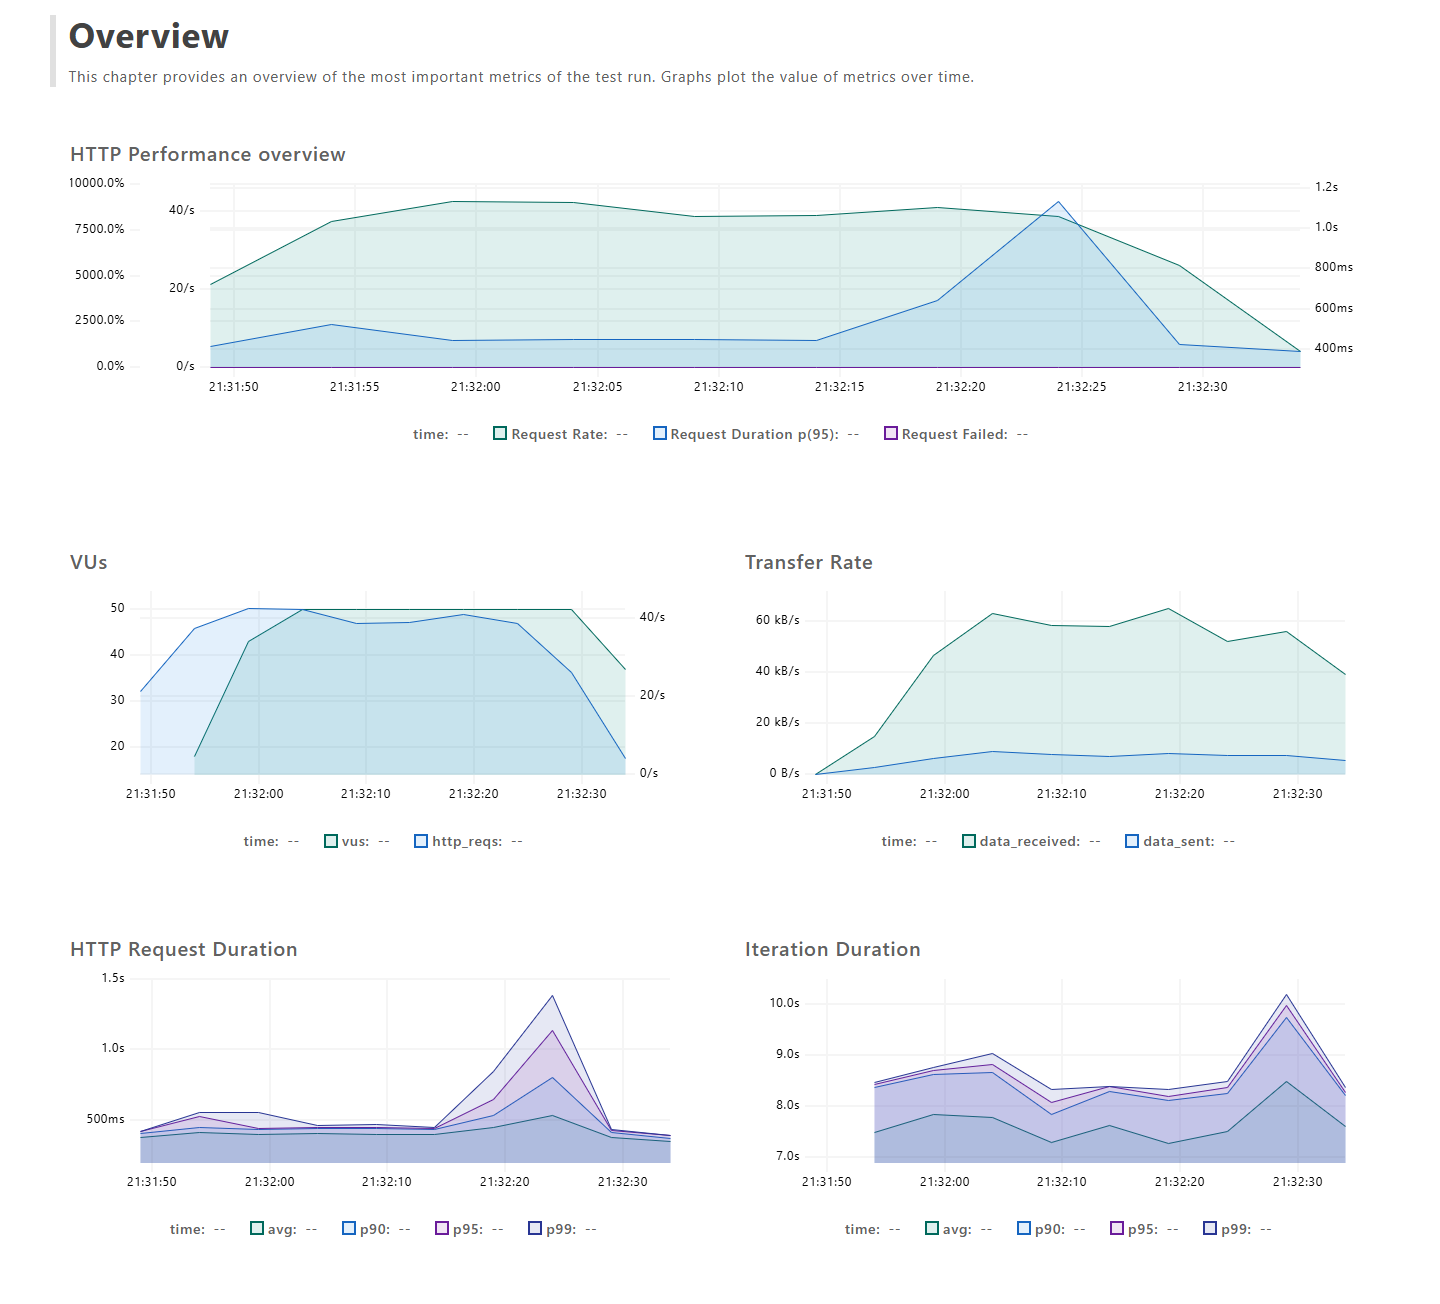 Overview
This chapter provides an overview of the most important metrics of the test run. Graphs plot the value of metrics over time.
HTTP Performance overview
10000.0%
7500.0%
5000.0%
2500.0%
0.0%
40/s
20/s
0/s
1.2s
1.0s
800ms
600ms
400ms
21:31:50 21:31:55 21:32:00 21:32:05 21:32:10 21:32:15 21:32:20 21:32:25 21:32:30
time: -- Request Rate: -- Request Duration p(95): -- Request Failed: --
VUs
50
40
30
20
40/s
20/s
0/s
21:31:50 21:32:00 21:32:10 21:32:20 21:32:30
time: -- vus: -- http_reqs: --
Transfer Rate
60 kB/s
40 kB/s
20 kB/s
0 B/s
21:31:50 21:32:00 21:32:10 21:32:20 21:32:30
time: -- data_received: -- data_sent: --
HTTP Request Duration
1.5s
1.0s
500ms
21:31:50 21:32:00 21:32:10 21:32:20 21:32:30
time: -- avg: -- p90: -- p95: -- p99: --
Iteration Duration
10.0s
9.0s
8.0s
7.0s
21:31:50 21:32:00 21:32:10 21:32:20 21:32:30
time: -- avg: -- p90: -- p95: -- p99: --